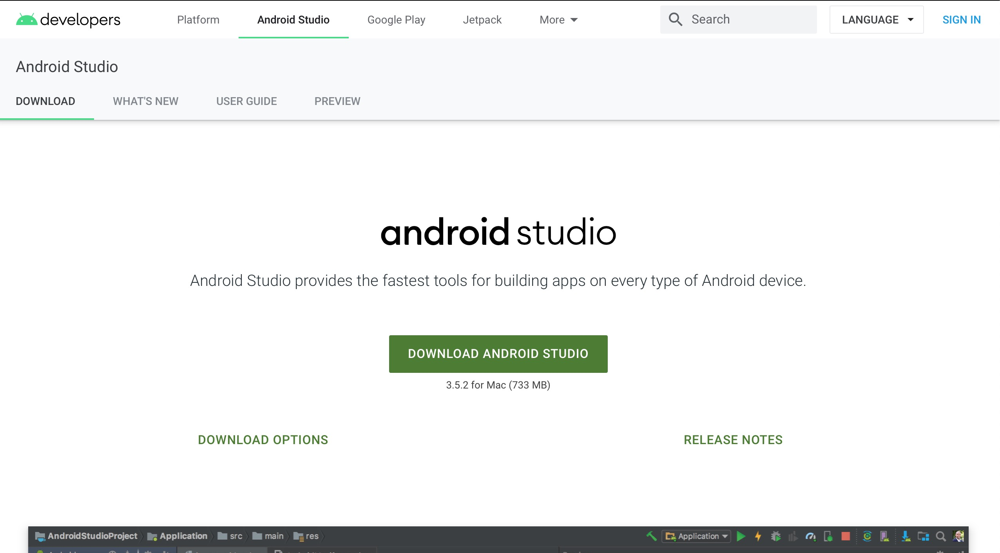 developers Platform Android Studio Google Play Jetpack More Search LANGUAGE SIGN IN
Android Studio
DOWNLOAD WHAT'S NEW USER GUIDE PREVIEW
android studio
Android Studio provides the fastest tools for building apps on every type of Android device.
DOWNLOAD ANDROID STUDIO
3.5.2 for Mac (733 MB)
DOWNLOAD OPTIONS RELEASE NOTES
AndroidStudioProject Application src main res Application